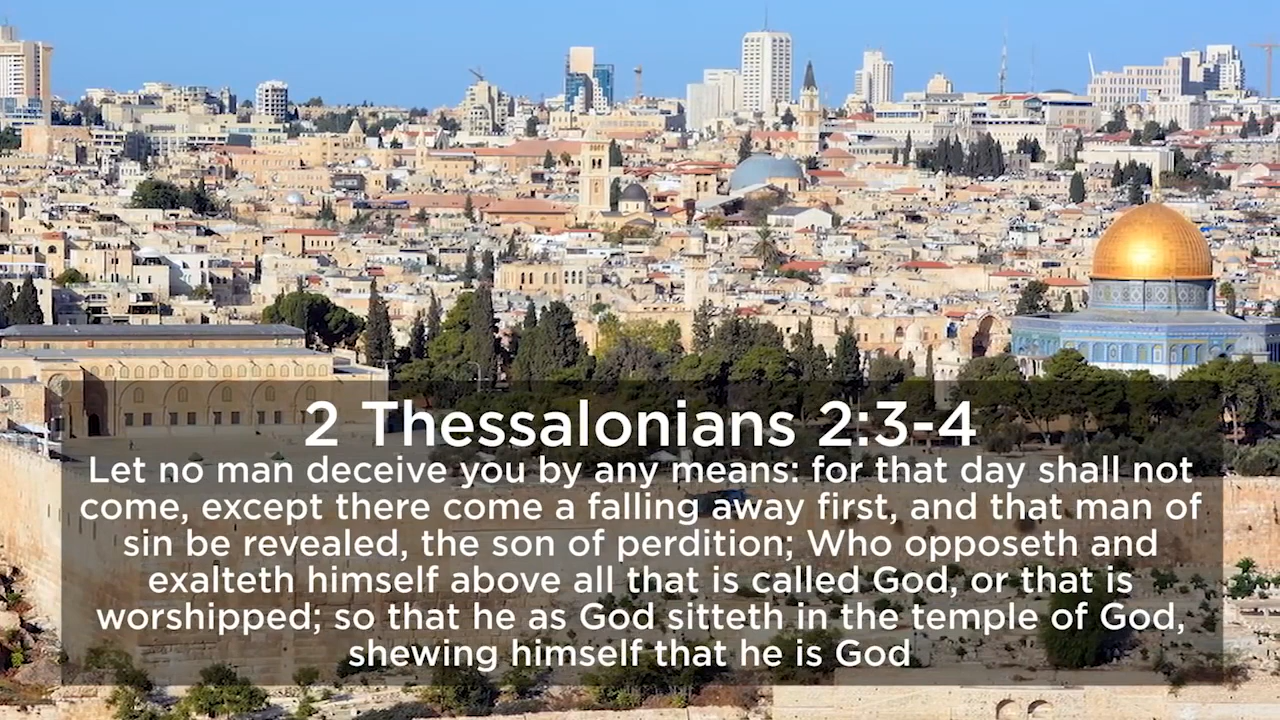 2 Thessalonians 2:3-4
Let no man deceive you by any means: for that day shall not
come, except there come a falling away first, and that man of
sin be revealed, the son of perdition; Who opposeth and
exalteth himself above all that is called God, or that is
worshipped; so that he as God sitteth in the temple of God,
shewing himself that he is God